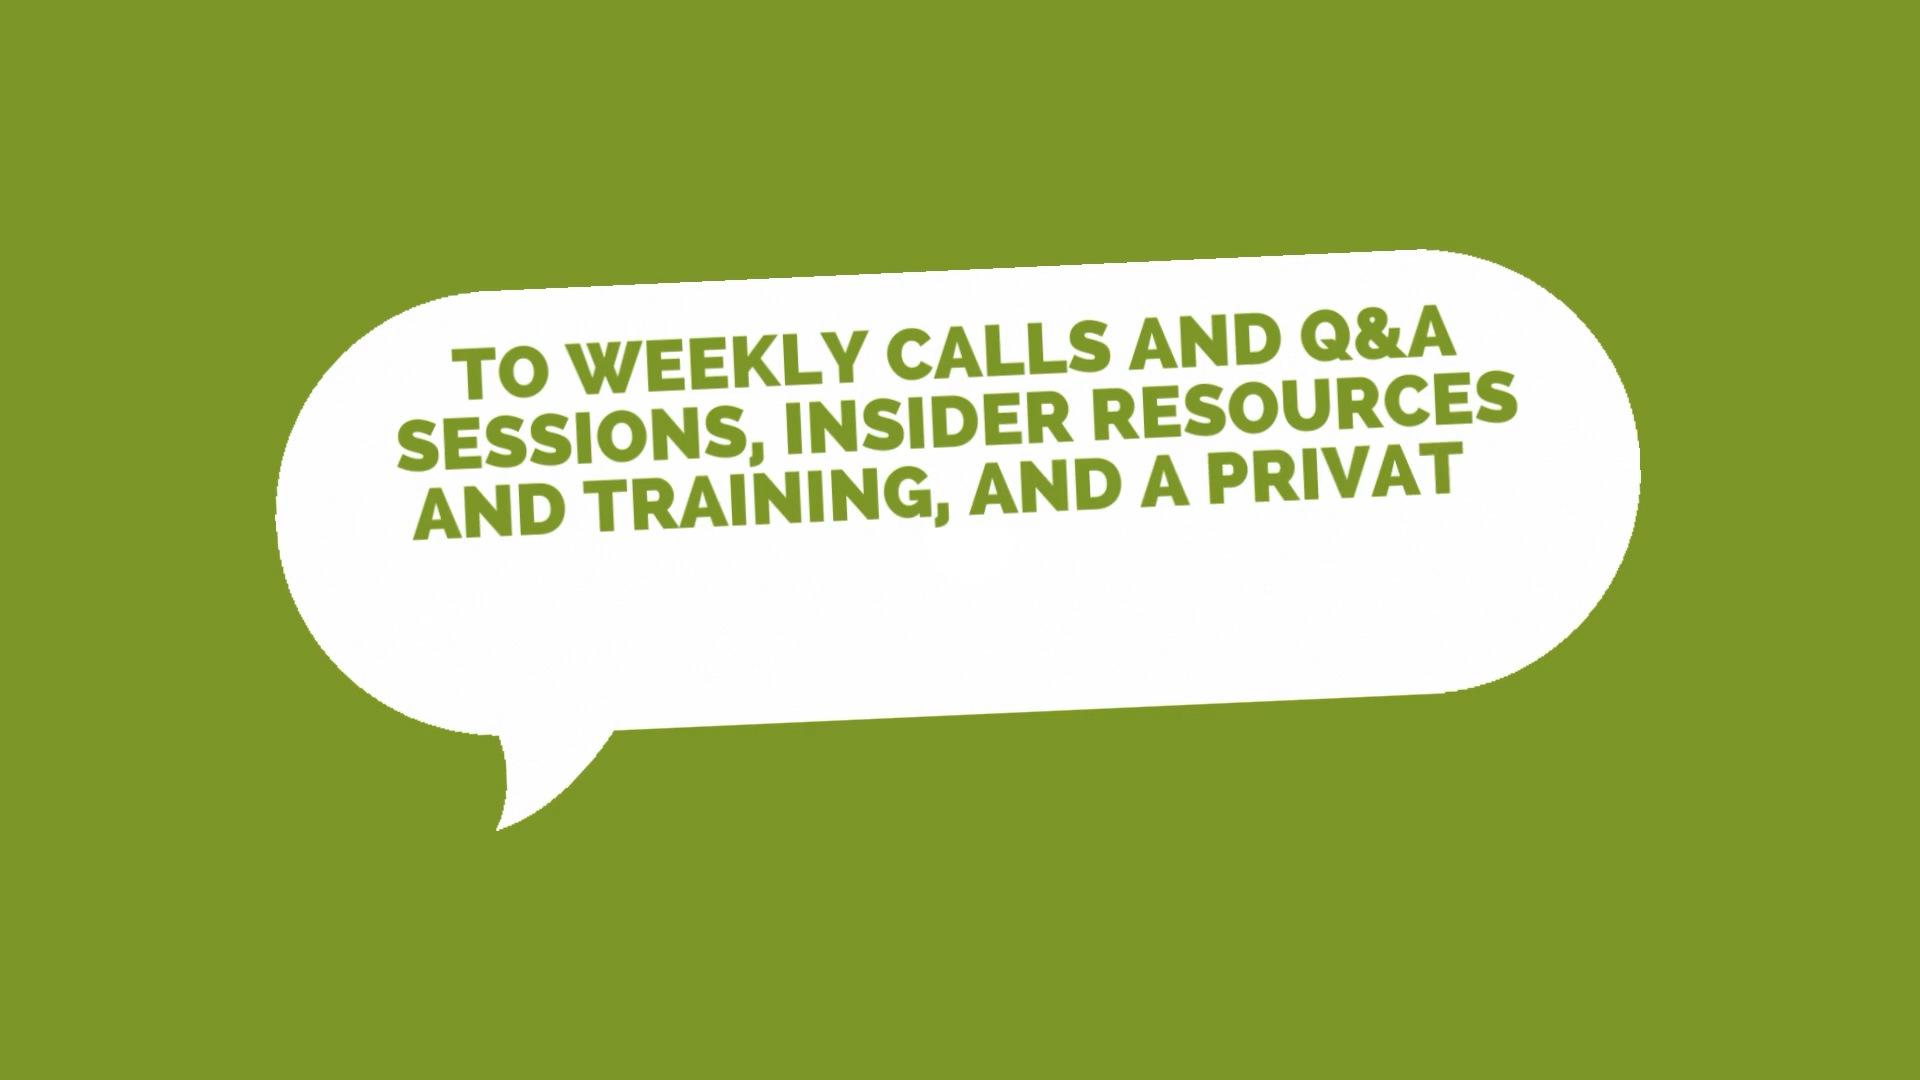 TO WEEKLY CALLS AND Q&A
SESSIONS, INSIDER RESOURCES
AND TRAINING, AND A PRIVAT